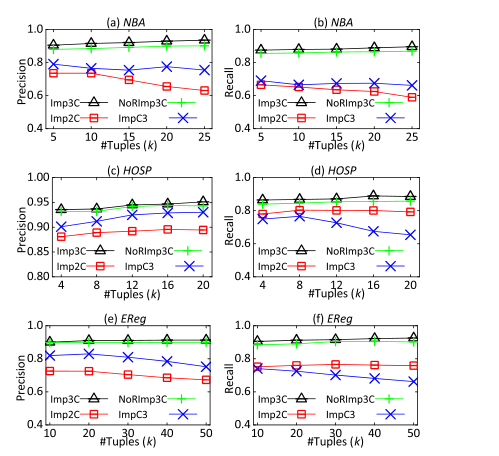 (a) NBA
1.0
0.8
0.6
0.4
Precision
Imp3C NoRImp3C
Imp2C ImpC3
5 10 15 20 25
#Tuples (k)
(b) NBA
1.0
0.8
0.6
0.4
Recall
Imp3C NoRImp3C
Imp2C ImpC3
5 10 15 20 25
#Tuples (k)
(c) HOSP
1.00
0.95
0.90
0.85
0.80
Precision
Imp3C NoRImp3C
Imp2C ImpC3
4 8 12 16 20
#Tuples (k)
(d) HOSP
1.0
0.8
0.6
0.4
Recall
Imp3C NoRImp3C
Imp2C ImpC3
4 8 12 16 20
#Tuples (k)
(e) EReg
1.0
0.8
0.6
0.4
Precision
Imp3C NoRImp3C
Imp2C ImpC3
10 20 30 40 50
#Tuples (k)
(f) EReg
1.0
0.8
0.6
0.4
Recall
Imp3C NoRImp3C
Imp2C ImpC3
10 20 30 40 50
#Tuples (k)